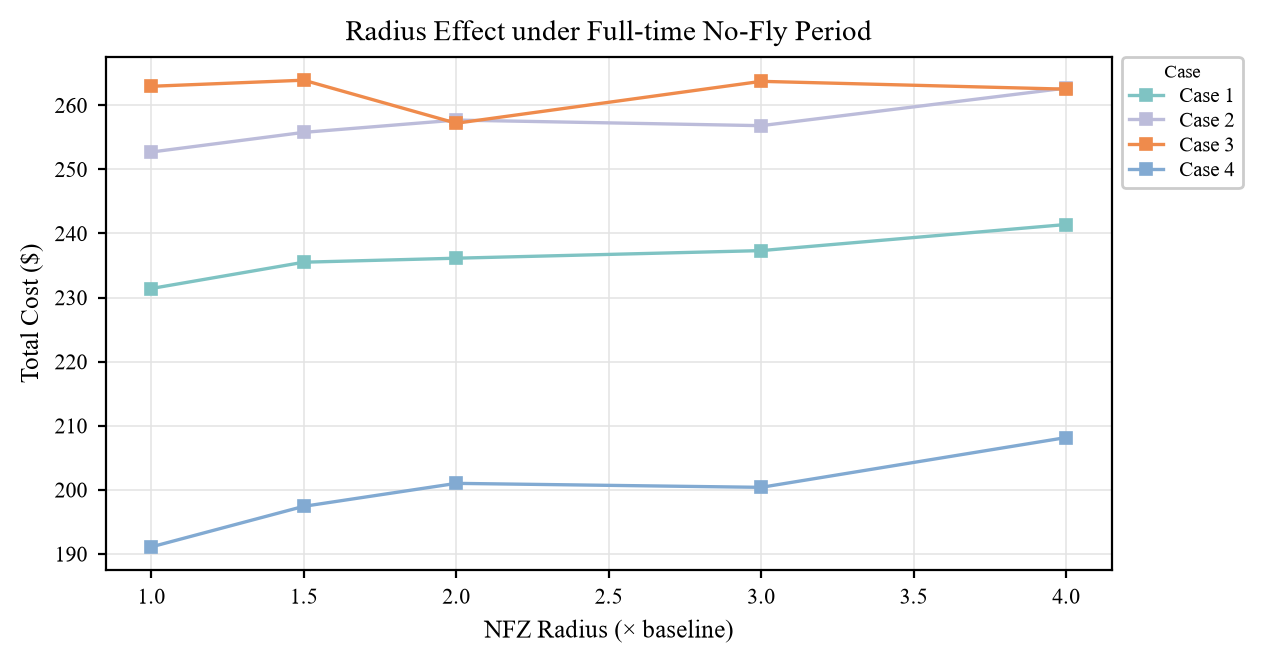 Radius Effect under Full-time No-Fly Period
Case
Case 1
Case 2
Case 3
Case 4
Total Cost ($)
260
250
240
230
220
210
200
190
1.0 1.5 2.0 2.5 3.0 3.5 4.0
NFZ Radius (× baseline)